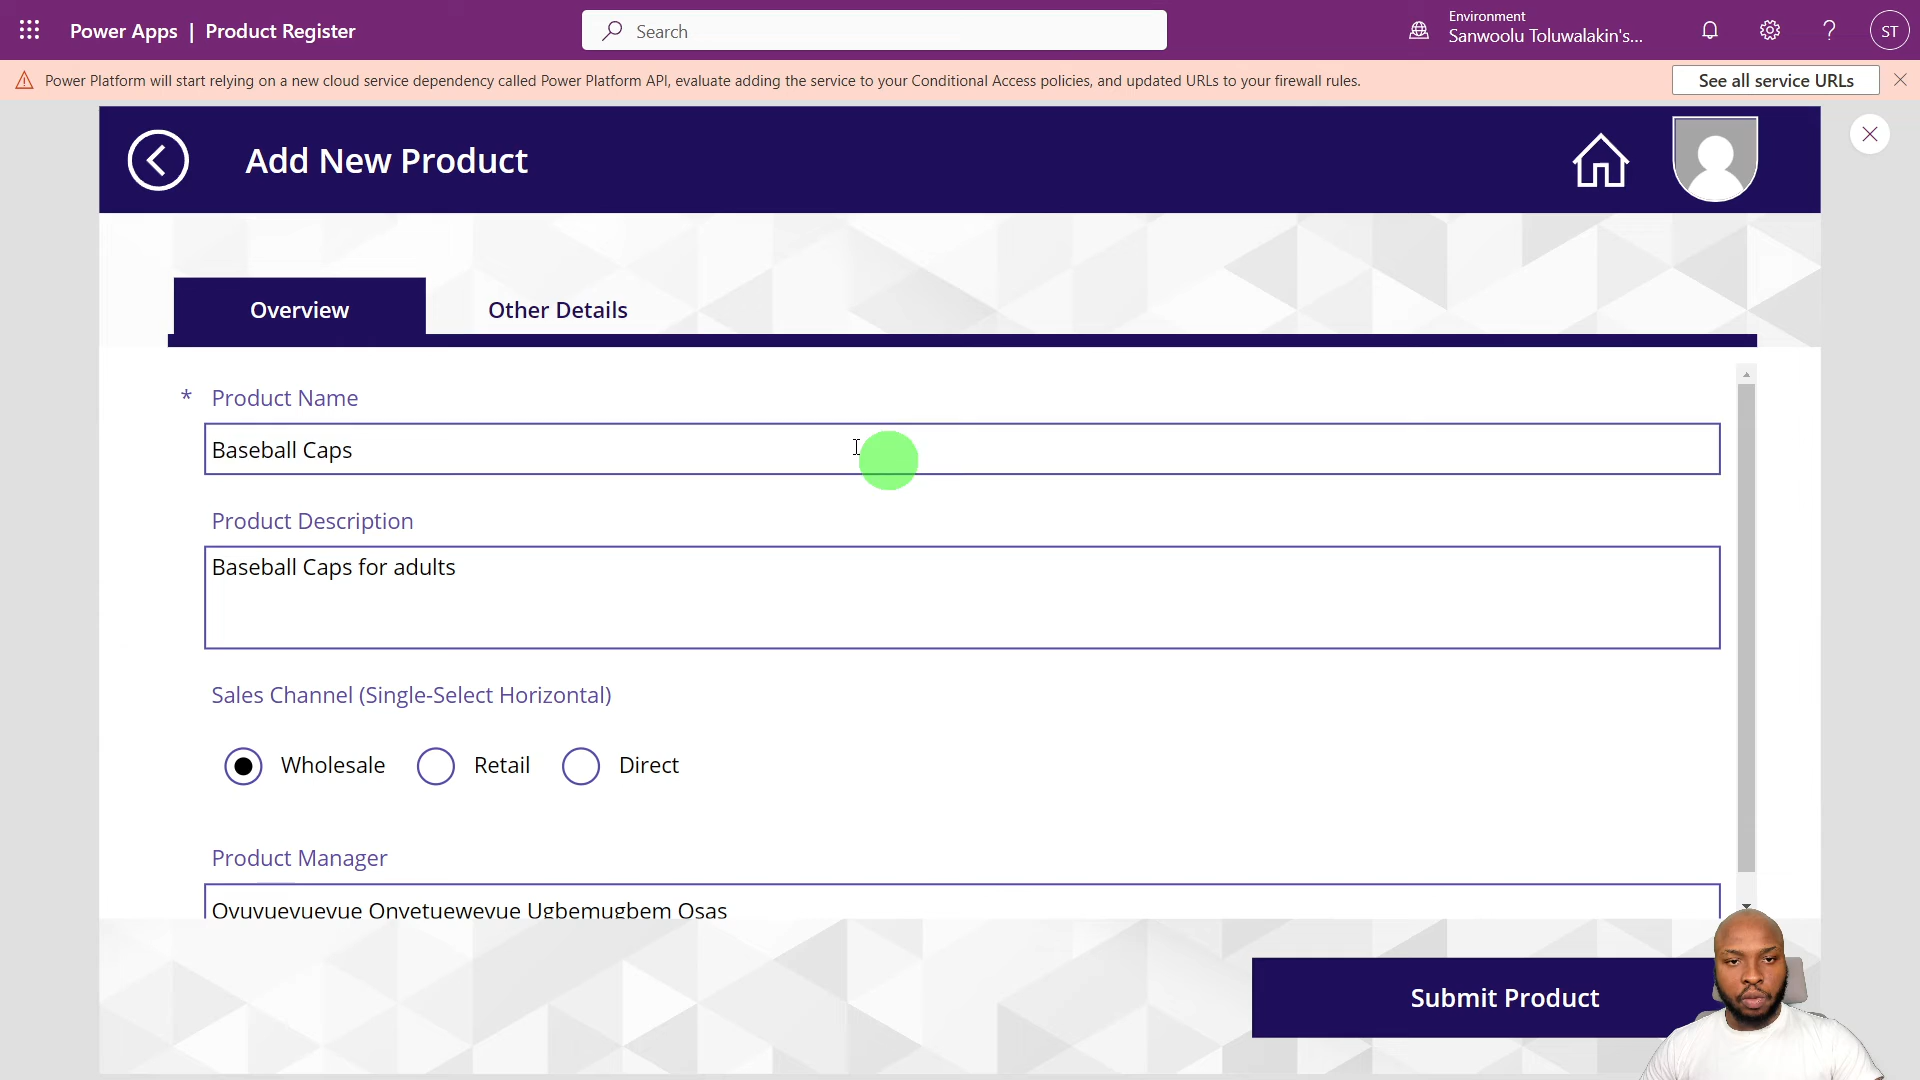 Power Apps | Product Register
Search
Environment
Sanwoolu Toluwalakin's...
?
ST
Power Platform will start relying on a new cloud service dependency called Power Platform API, evaluate adding the service to your Conditional Access policies, and updated URLs to your firewall rules.
See all service URLs
Add New Product
Overview
Other Details
* Product Name
Baseball Caps
Product Description
Baseball Caps for adults
Sales Channel (Single-Select Horizontal)
Wholesale
Retail
Direct
Product Manager
Ovuvuevuevue Onyetuewevue Ugbemugbem Osas
Submit Product